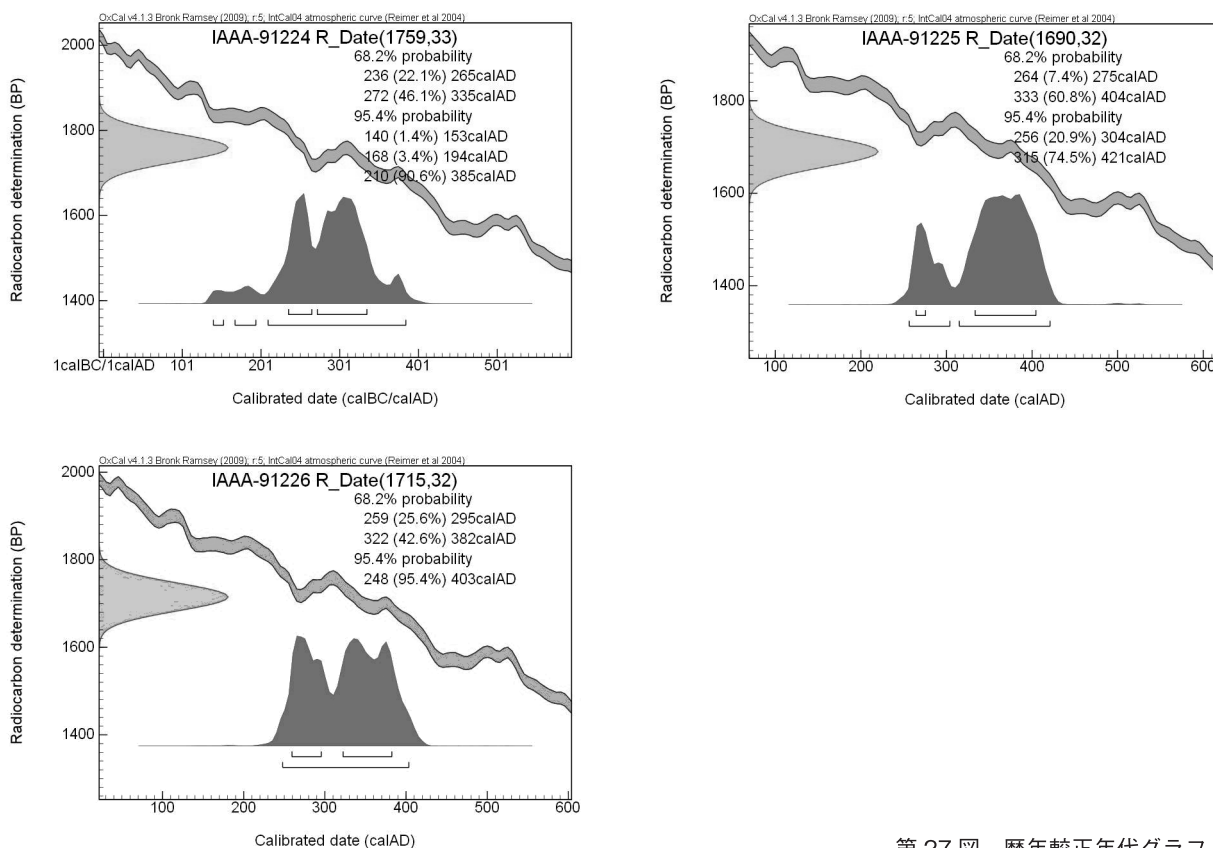 OxCal v4.1.3 Bronk Ramsey (2009); r:5; IntCal04 atmospheric curve (Reimer et al 2004)
IAAA-91224 R_Date(1759,33)
68.2% probability
236 (22.1%) 265calAD
272 (46.1%) 335calAD
95.4% probability
140 (1.4%) 153calAD
168 (3.4%) 194calAD
210 (90.6%) 385calAD
Radiocarbon determination (BP)
2000
1800
1600
1400
1calBC/1calAD 101 201 301 401 501
Calibrated date (calBC/calAD)
OxCal v4.1.3 Bronk Ramsey (2009); r:5; IntCal04 atmospheric curve (Reimer et al 2004)
IAAA-91225 R_Date(1690,32)
68.2% probability
264 (7.4%) 275calAD
333 (60.8%) 404calAD
95.4% probability
256 (20.9%) 304calAD
315 (74.5%) 421calAD
Radiocarbon determination (BP)
1800
1600
1400
100 200 300 400 500 600
Calibrated date (calAD)
OxCal v4.1.3 Bronk Ramsey (2009); r:5; IntCal04 atmospheric curve (Reimer et al 2004)
IAAA-91226 R_Date(1715,32)
68.2% probability
259 (25.6%) 295calAD
322 (42.6%) 382calAD
95.4% probability
248 (95.4%) 403calAD
Radiocarbon determination (BP)
2000
1800
1600
1400
100 200 300 400 500 600
Calibrated date (calAD)
第 27 図 暦年較正年代グラフ